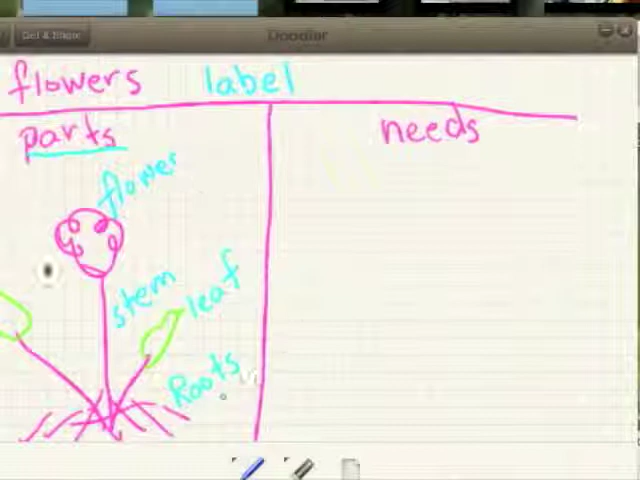 Doodler
flowers label
parts
needs
flower
stem
leaf
Roots